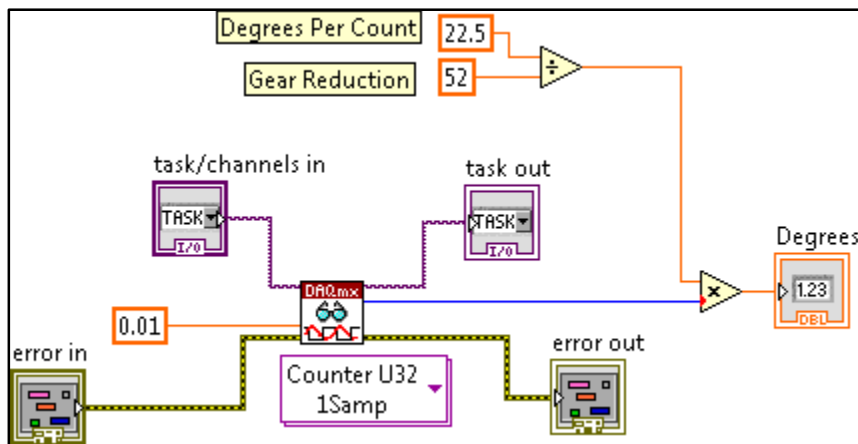 Degrees Per Count
22.5
Gear Reduction
52
÷
task/channels in
task out
TASK
I/O
TASK
I/O
Degrees
1.23
DBL
×
DAQmx
0.01
error in
error out
Counter U32
1Samp